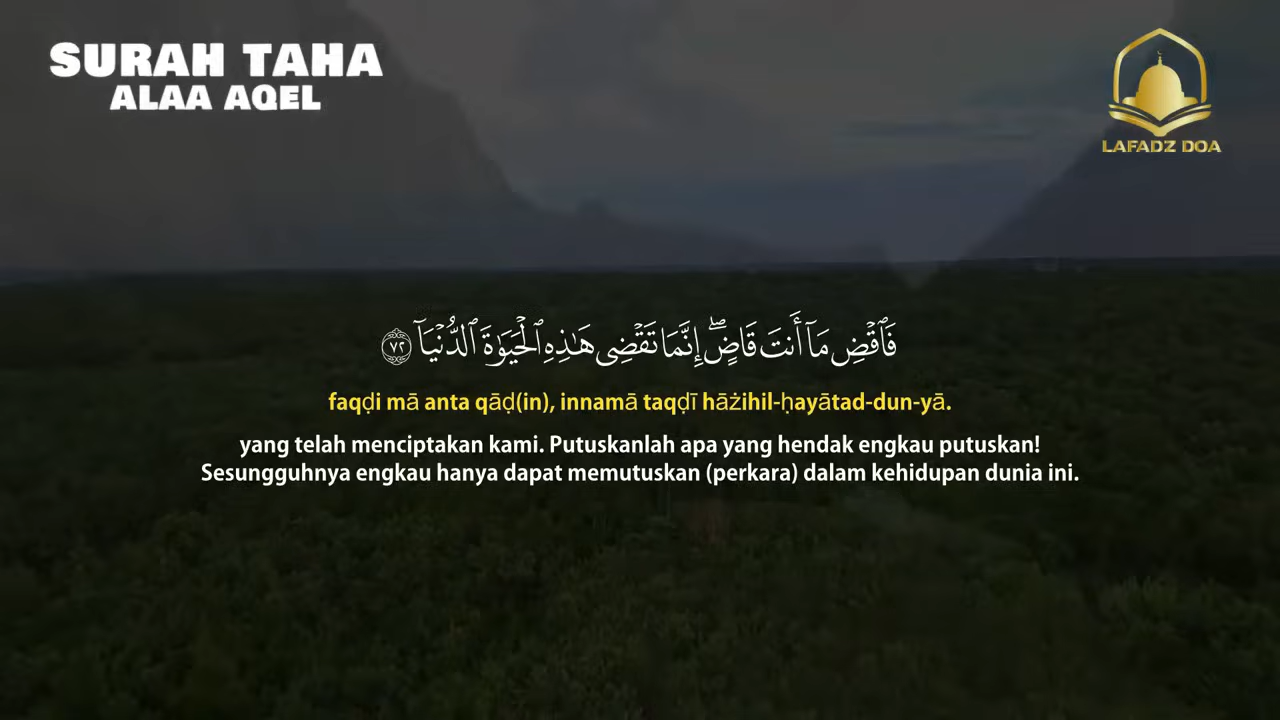 SURAH TAHA
ALAA AQEL
LAFADZ DOA
فَٱقْضِ مَآ أَنتَ قَاضٍۖ إِنَّمَا تَقْضِى هَـٰذِهِ ٱلْحَيَوٰةَ ٱلدُّنْيَآ ٧٢
faqḍi mā anta qāḍ(in), innamā taqḍī hāżihil-ḥayātad-dun-yā.
yang telah menciptakan kami. Putuskanlah apa yang hendak engkau putuskan!
Sesungguhnya engkau hanya dapat memutuskan (perkara) dalam kehidupan dunia ini.